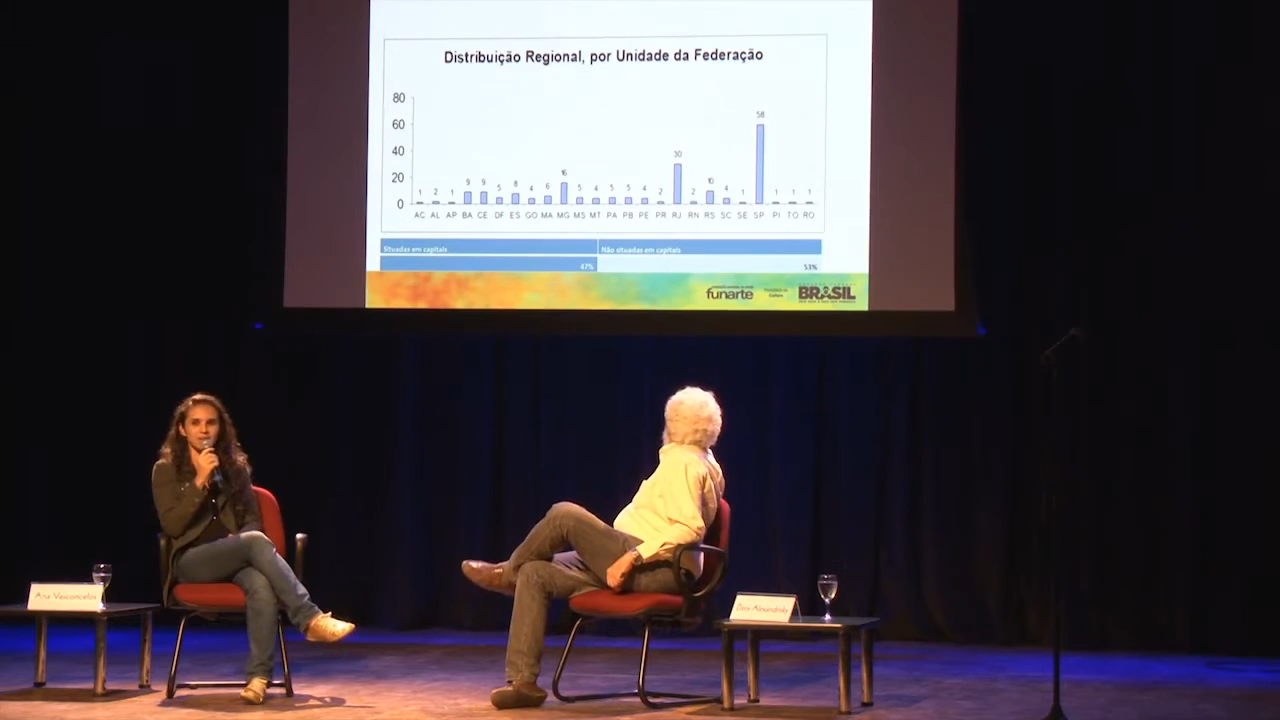 Distribuição Regional, por Unidade da Federação
80
60
40
20
0
1 2 1 9 9 5 8 4 6 16 5 4 5 5 4 2 30 2 10 4 1 58 1 1 1
AC AL AP BA CE DF ES GO MA MG MS MT PA PB PE PR RJ RN RS SC SE SP PI TO RO
Situadas em capitais Não situadas em capitais
47% 53%
funarte
Cultura
BRASIL
Ana Vasconcelos